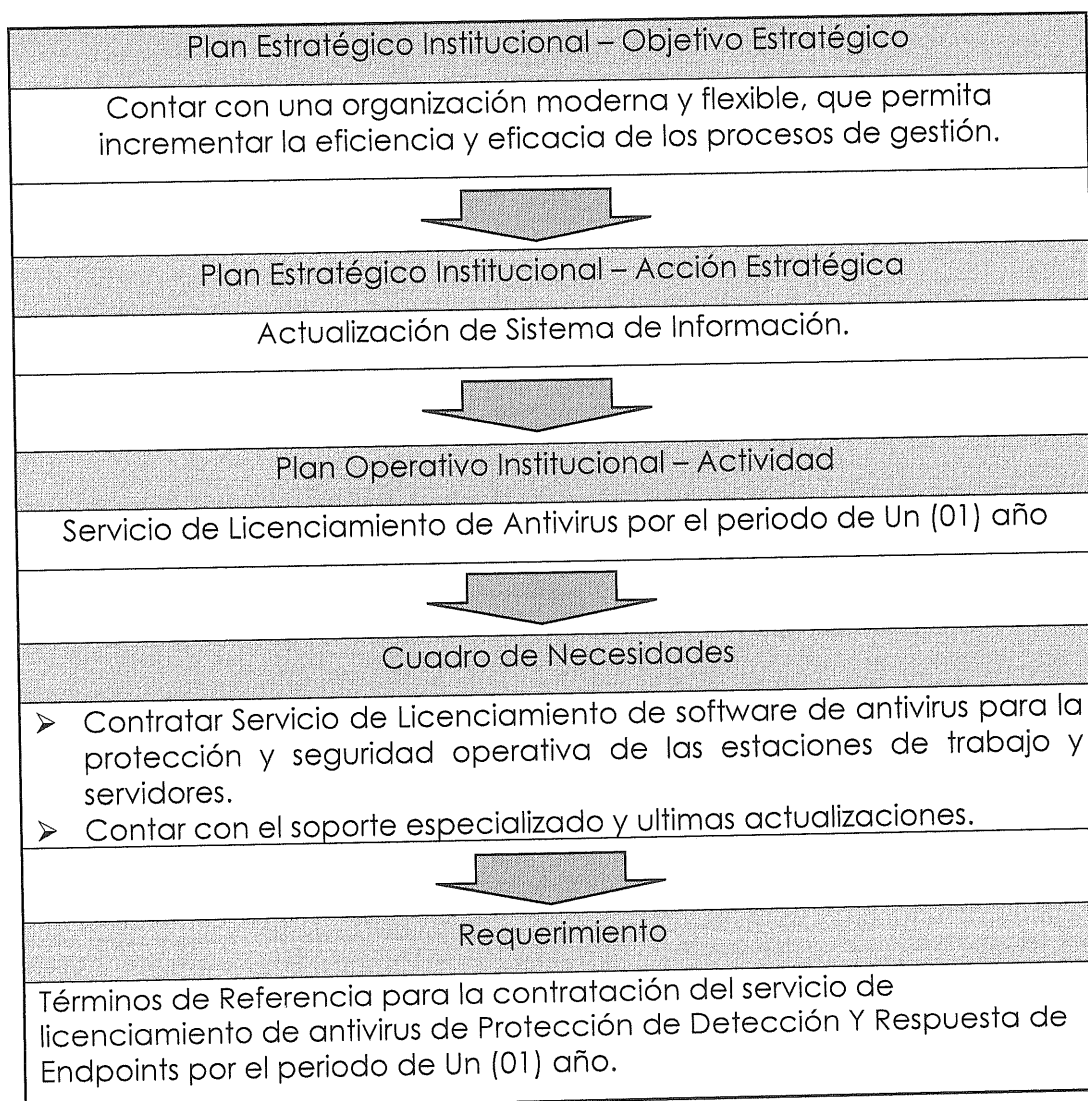 Plan Estratégico Institucional – Objetivo Estratégico
Contar con una organización moderna y flexible, que permita
incrementar la eficiencia y eficacia de los procesos de gestión.
Plan Estratégico Institucional – Acción Estratégica
Actualización de Sistema de Información.
Plan Operativo Institucional – Actividad
Servicio de Licenciamiento de Antivirus por el periodo de Un (01) año
Cuadro de Necesidades
➢ Contratar Servicio de Licenciamiento de software de antivirus para la
protección y seguridad operativa de las estaciones de trabajo y
servidores.
➢ Contar con el soporte especializado y ultimas actualizaciones.
Requerimiento
Términos de Referencia para la contratación del servicio de
licenciamiento de antivirus de Protección de Detección Y Respuesta de
Endpoints por el periodo de Un (01) año.